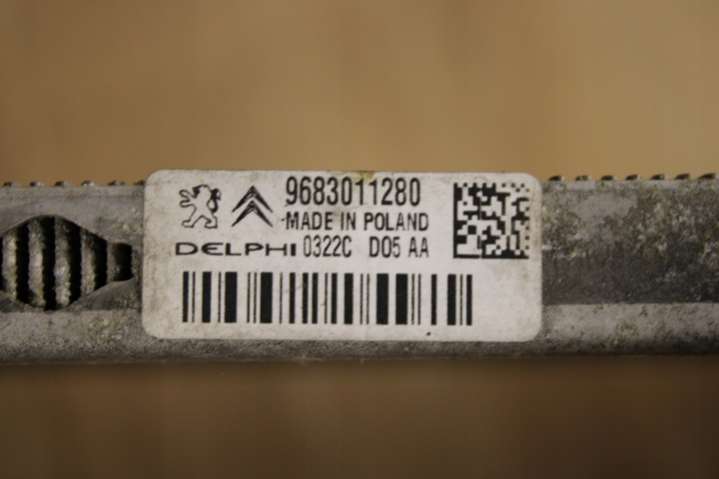 9683011280
MADE IN POLAND
DELPHI 0322C D05 AA